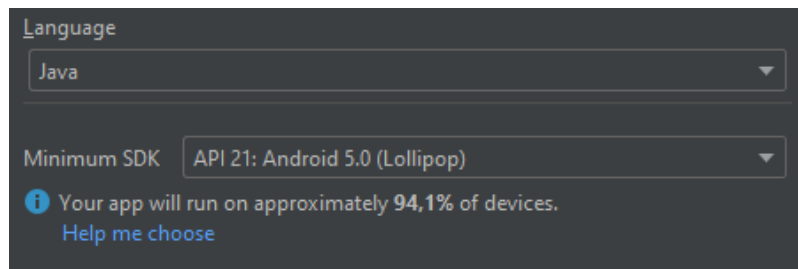 Language
Java
Minimum SDK API 21: Android 5.0 (Lollipop)
Your app will run on approximately 94,1% of devices.
Help me choose